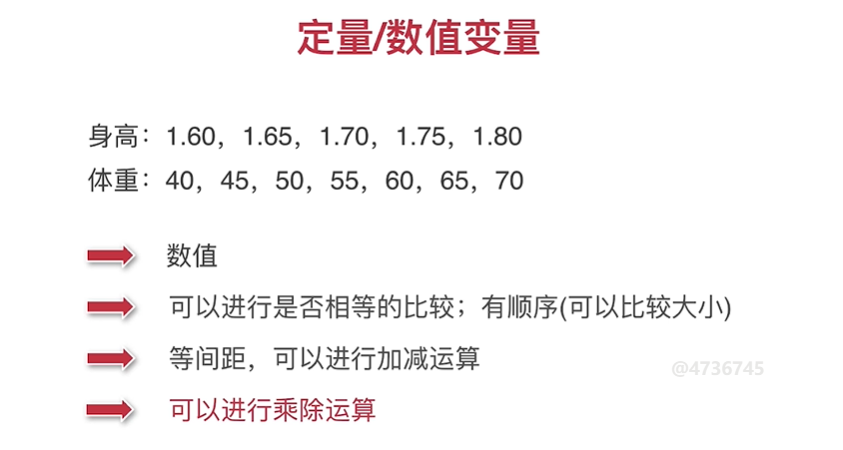 定量/数值变量
身高：1.60，1.65，1.70，1.75，1.80
体重：40，45，50，55，60，65，70
数值
可以进行是否相等的比较；有顺序(可以比较大小)
等间距，可以进行加减运算
@4736745
可以进行乘除运算